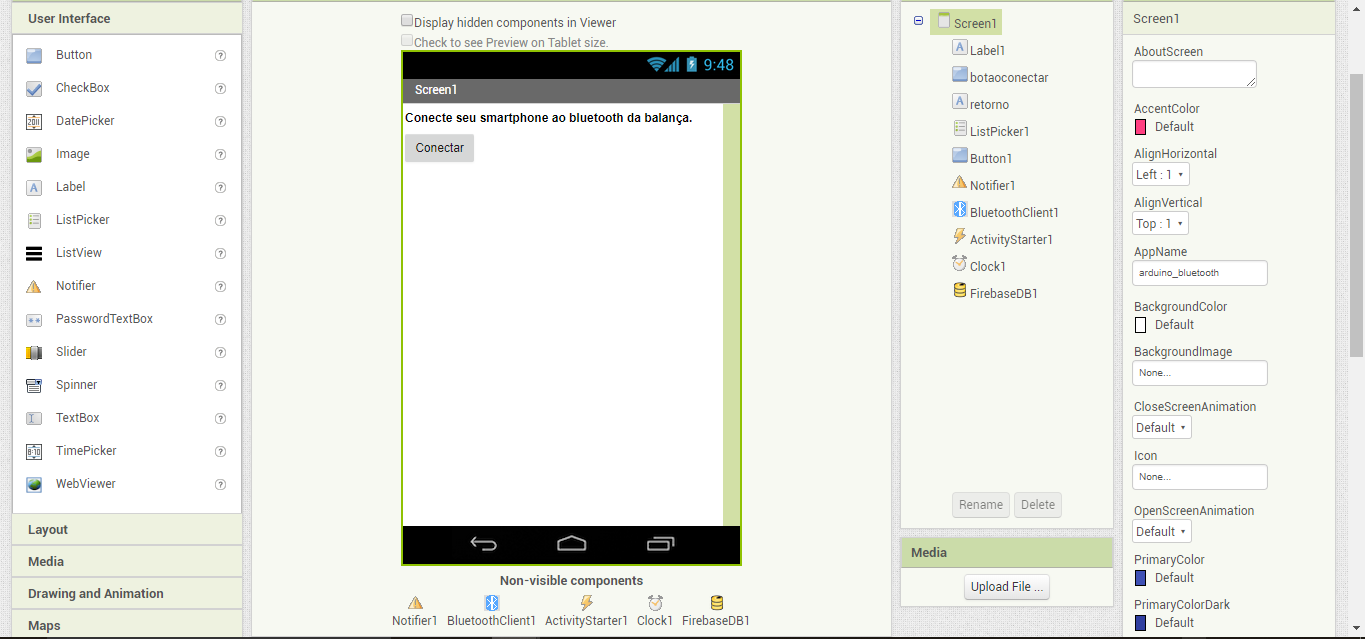 User Interface
Button
CheckBox
DatePicker
Image
Label
ListPicker
ListView
Notifier
PasswordTextBox
Slider
Spinner
TextBox
TimePicker
WebViewer
Layout
Media
Drawing and Animation
Maps
Display hidden components in Viewer
Check to see Preview on Tablet size.
9:48
Screen1
Conecte seu smartphone ao bluetooth da balança.
Conectar
Non-visible components
Notifier1 BluetoothClient1 ActivityStarter1 Clock1 FirebaseDB1
Screen1
Label1
botaoconectar
retorno
ListPicker1
Button1
Notifier1
BluetoothClient1
ActivityStarter1
Clock1
FirebaseDB1
Rename Delete
Media
Upload File ...
Screen1
AboutScreen
AccentColor
Default
AlignHorizontal
Left : 1
AlignVertical
Top : 1
AppName
arduino_bluetooth
BackgroundColor
Default
BackgroundImage
None...
CloseScreenAnimation
Default
Icon
None...
OpenScreenAnimation
Default
PrimaryColor
Default
PrimaryColorDark
Default